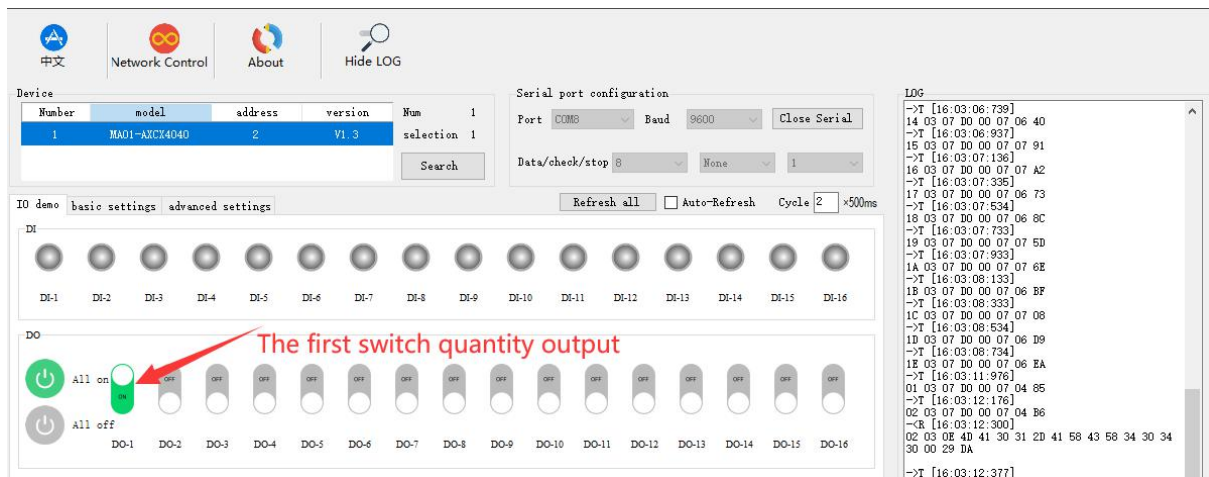 中文
Network Control
About
Hide LOG
Device
Number model address version
1 MA01-AXCX4040 2 V1.3
Num 1
selection 1
Search
Serial port configuration
Port COM8 Baud 9600 Close Serial
Data/check/stop 8 None 1
IO demo basic settings advanced settings
Refresh all Auto-Refresh Cycle 2 ×500ms
DI
DI-1 DI-2 DI-3 DI-4 DI-5 DI-6 DI-7 DI-8 DI-9 DI-10 DI-11 DI-12 DI-13 DI-14 DI-15 DI-16
DO
The first switch quantity output
All on
ON OFF OFF OFF OFF OFF OFF OFF OFF OFF OFF OFF OFF OFF OFF OFF
All off
DO-1 DO-2 DO-3 DO-4 DO-5 DO-6 DO-7 DO-8 DO-9 DO-10 DO-11 DO-12 DO-13 DO-14 DO-15 DO-16
LOG
->T [16:03:06:739]
14 03 07 D0 00 07 06 40
->T [16:03:06:937]
15 03 07 D0 00 07 07 91
->T [16:03:07:136]
16 03 07 D0 00 07 07 A2
->T [16:03:07:335]
17 03 07 D0 00 07 06 73
->T [16:03:07:534]
18 03 07 D0 00 07 06 8C
->T [16:03:07:733]
19 03 07 D0 00 07 07 5D
->T [16:03:07:933]
1A 03 07 D0 00 07 07 6E
->T [16:03:08:133]
1B 03 07 D0 00 07 06 BF
->T [16:03:08:333]
1C 03 07 D0 00 07 07 08
->T [16:03:08:534]
1D 03 07 D0 00 07 06 D9
->T [16:03:08:734]
1E 03 07 D0 00 07 06 EA
->T [16:03:11:976]
01 03 07 D0 00 07 04 85
->T [16:03:12:176]
02 03 07 D0 00 07 04 B6
-<R [16:03:12:300]
02 03 0E 4D 41 30 31 2D 41 58 43 58 34 30 34
30 00 29 DA
->T [16:03:12:377]